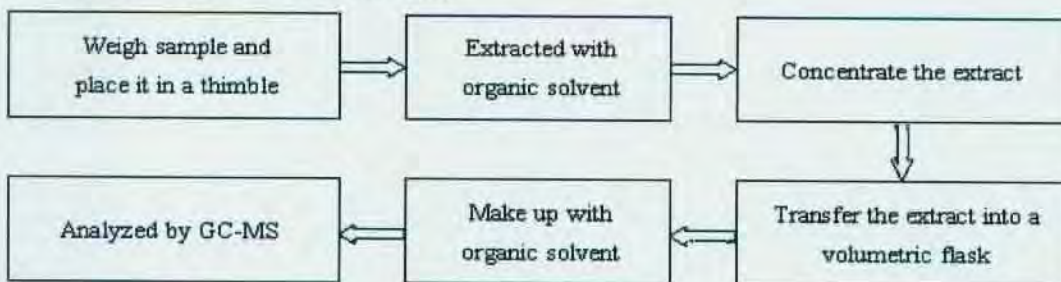 Weigh sample and
place it in a thimble
Extracted with
organic solvent
Concentrate the extract
Transfer the extract into a
volumetric flask
Make up with
organic solvent
Analyzed by GC-MS